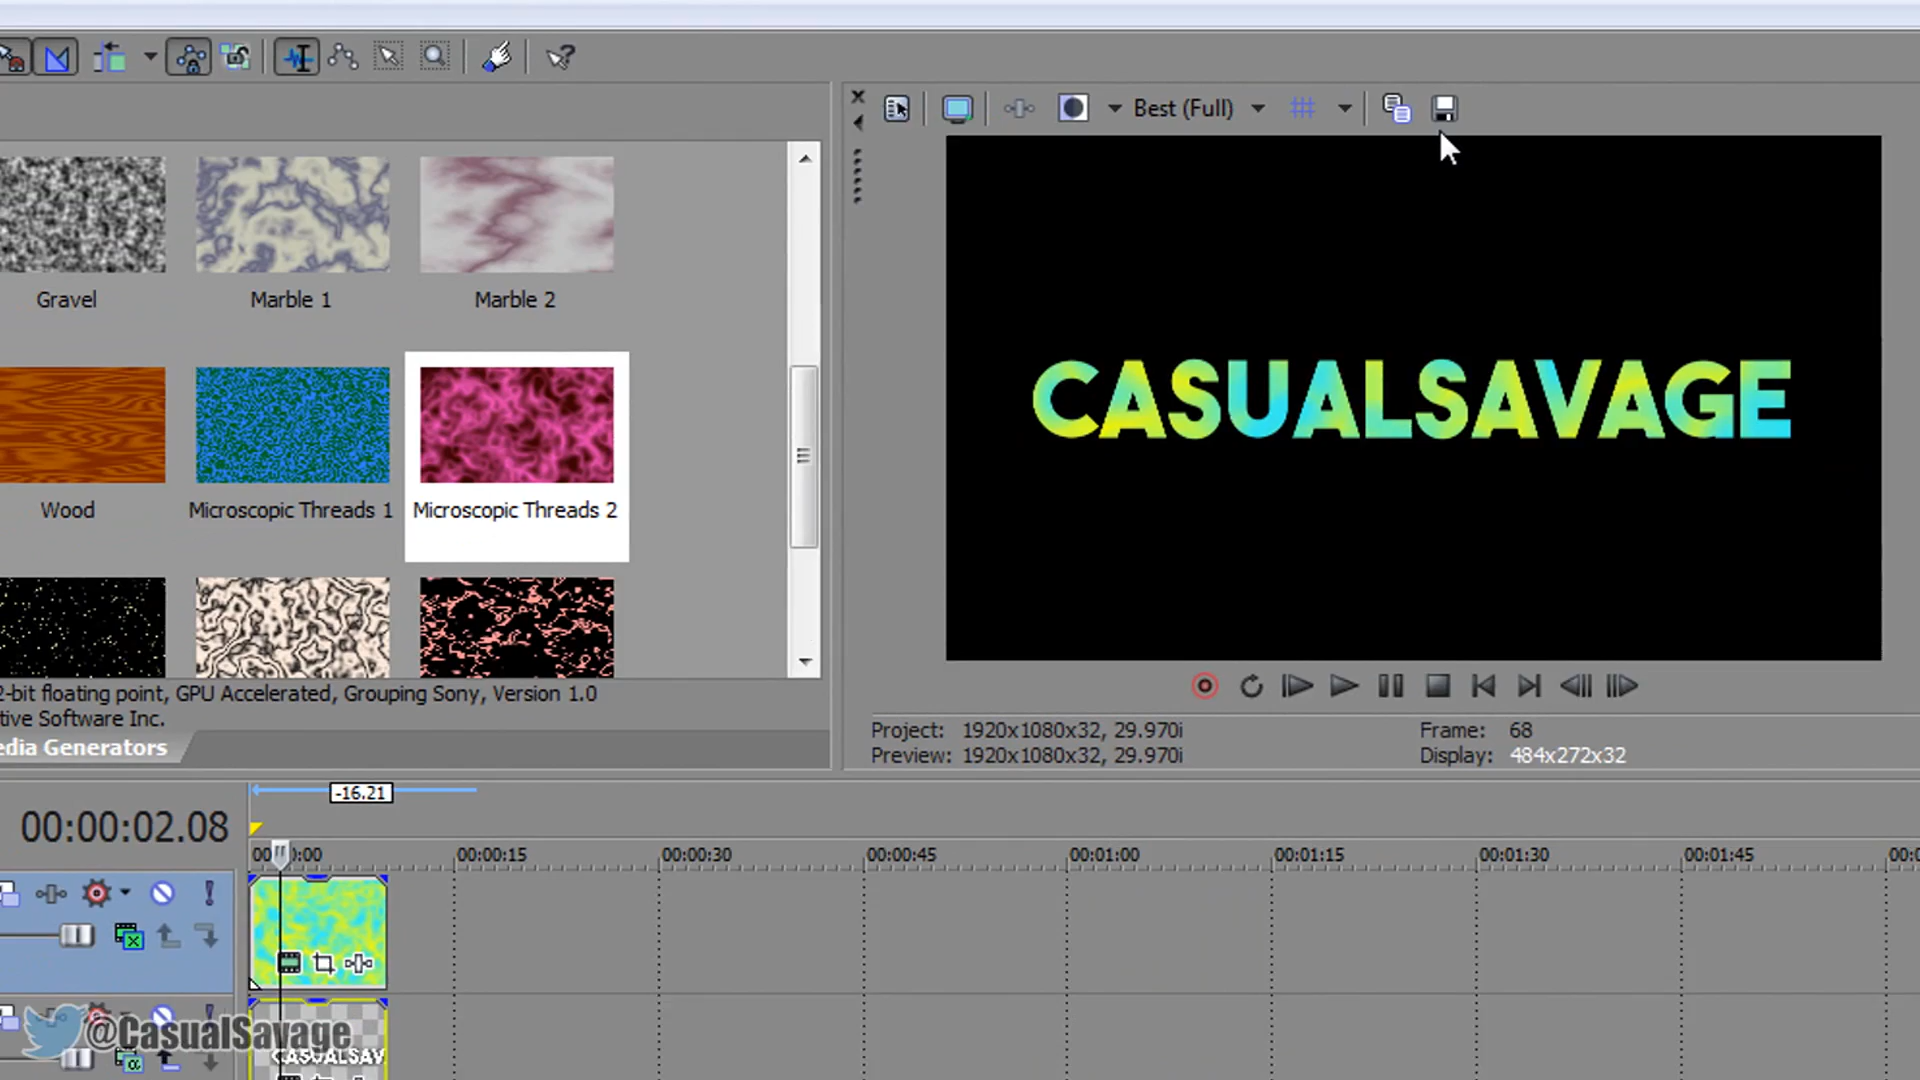 Best (Full)
Gravel
Marble 1
Marble 2
CASUALSAVAGE
Wood
Microscopic Threads 1
Microscopic Threads 2
2-bit floating point, GPU Accelerated, Grouping Sony, Version 1.0
tive Software Inc.
edia Generators
Project: 1920x1080x32, 29.970i
Frame: 68
Preview: 1920x1080x32, 29.970i
Display: 484x272x32
-16.21
00:00:02.08
00:00:15
00:00:30
00:00:45
00:01:00
00:01:15
00:01:30
00:01:45
@CasualSavage
CASUALSAV